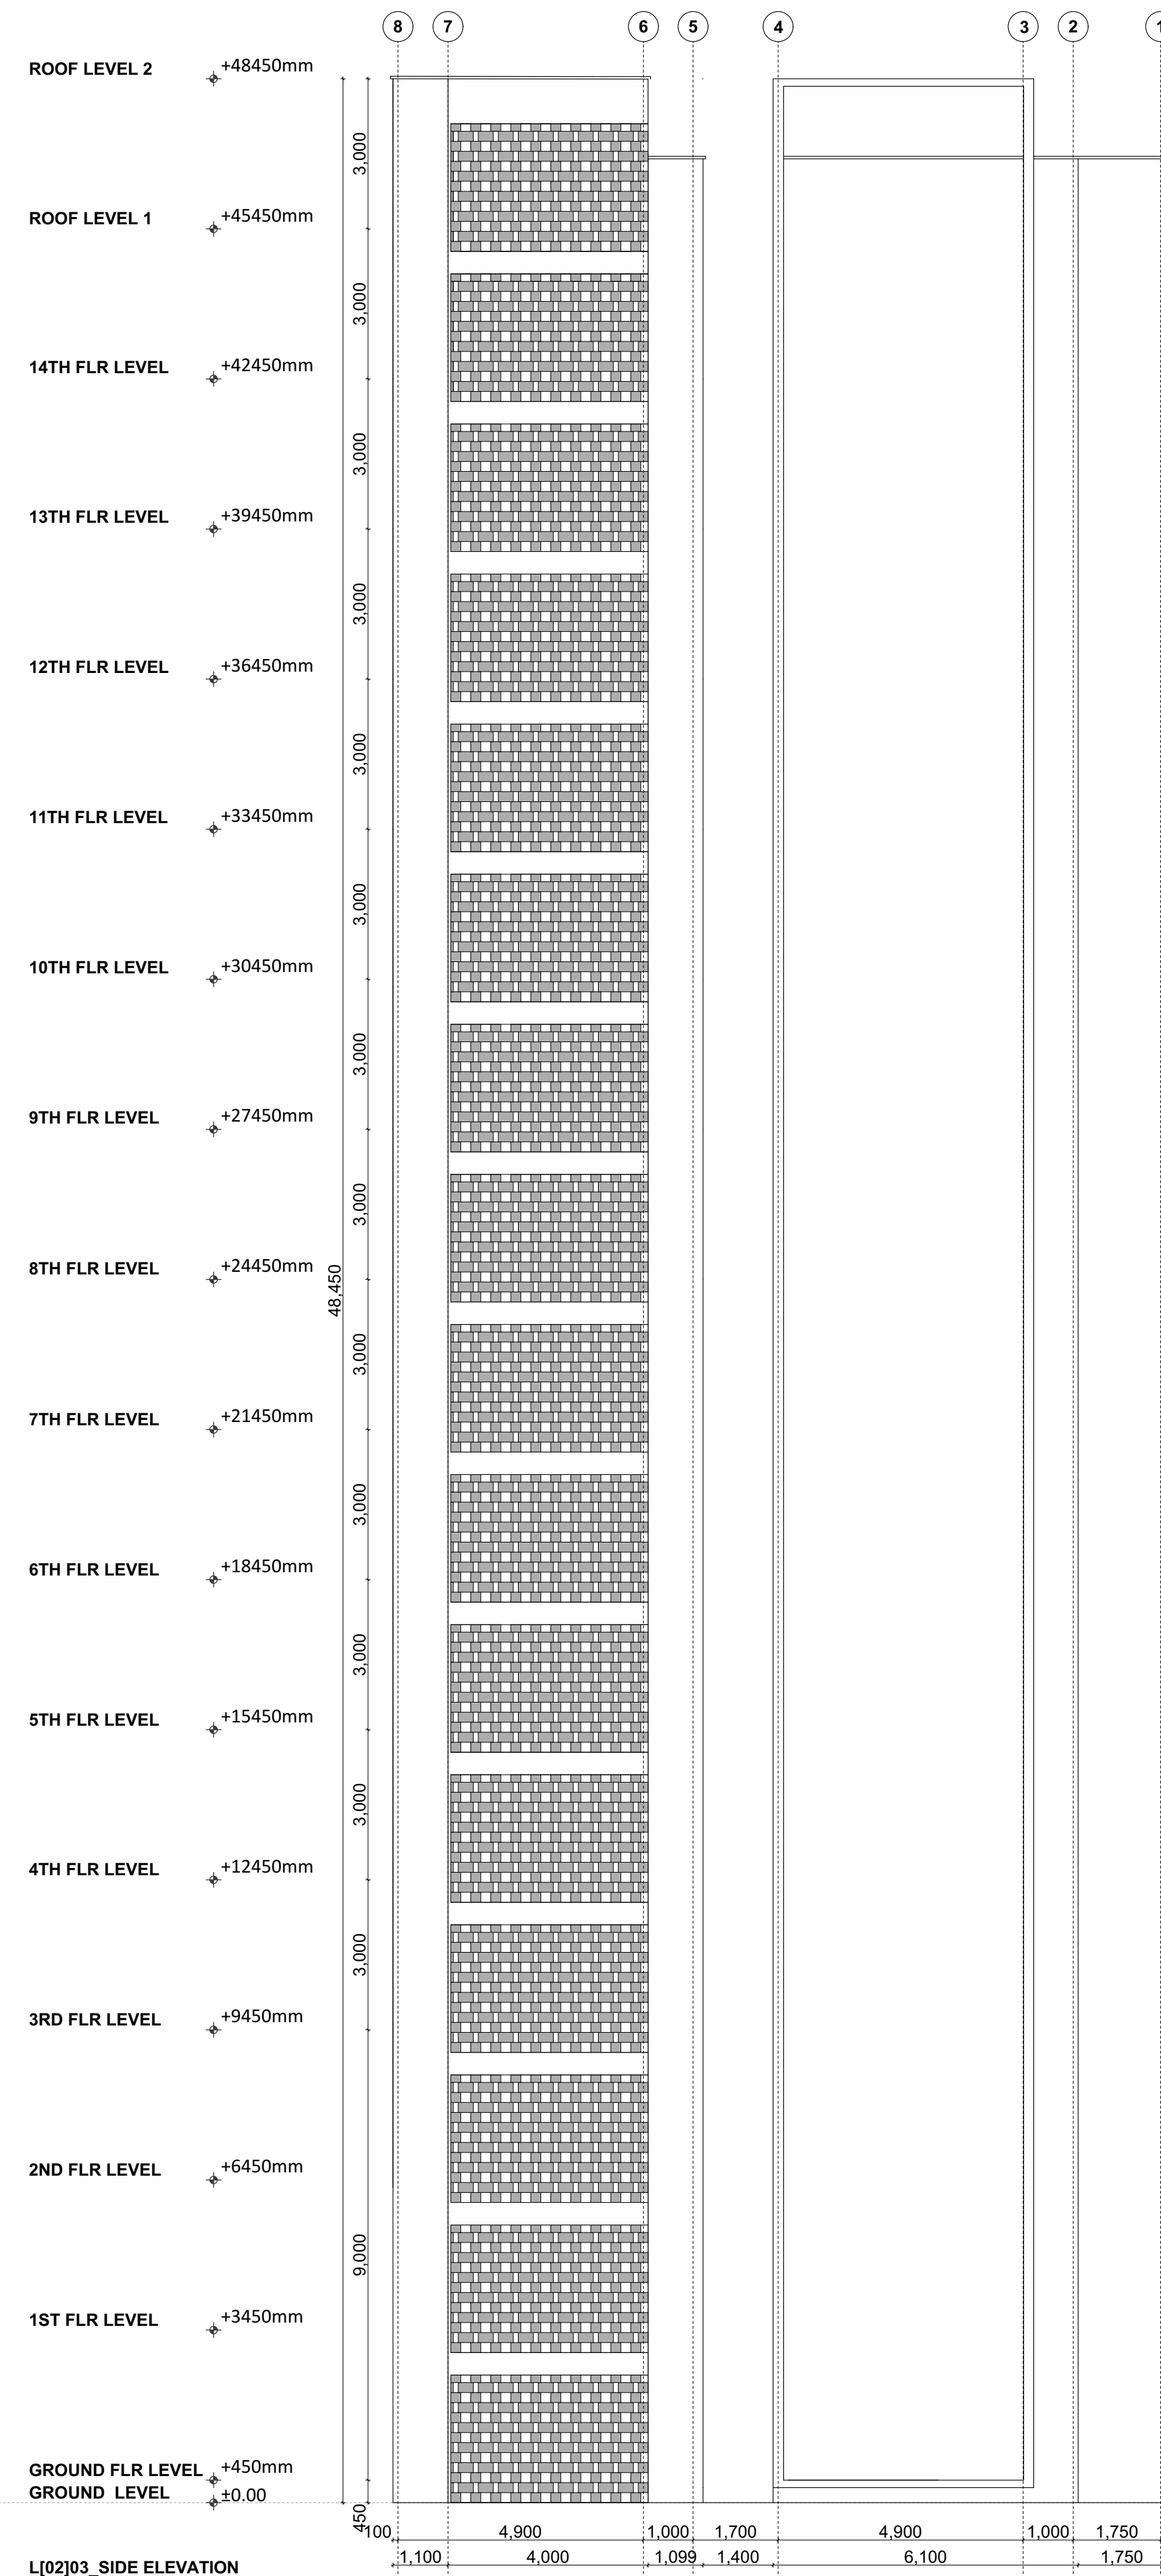 8 7 6 5 4 3 2 1
ROOF LEVEL 2 +48450mm
3,000
ROOF LEVEL 1 +45450mm
3,000
14TH FLR LEVEL +42450mm
3,000
13TH FLR LEVEL +39450mm
3,000
12TH FLR LEVEL +36450mm
3,000
11TH FLR LEVEL +33450mm
3,000
10TH FLR LEVEL +30450mm
3,000
9TH FLR LEVEL +27450mm
3,000
8TH FLR LEVEL +24450mm
48,450
3,000
7TH FLR LEVEL +21450mm
3,000
6TH FLR LEVEL +18450mm
3,000
5TH FLR LEVEL +15450mm
3,000
4TH FLR LEVEL +12450mm
3,000
3RD FLR LEVEL +9450mm
2ND FLR LEVEL +6450mm
9,000
1ST FLR LEVEL +3450mm
GROUND FLR LEVEL +450mm
GROUND LEVEL ±0.00
450
100 4,900 1,000 1,700 4,900 1,000 1,750
1,100 4,000 1,099 1,400 6,100 1,750
L[02]03_SIDE ELEVATION